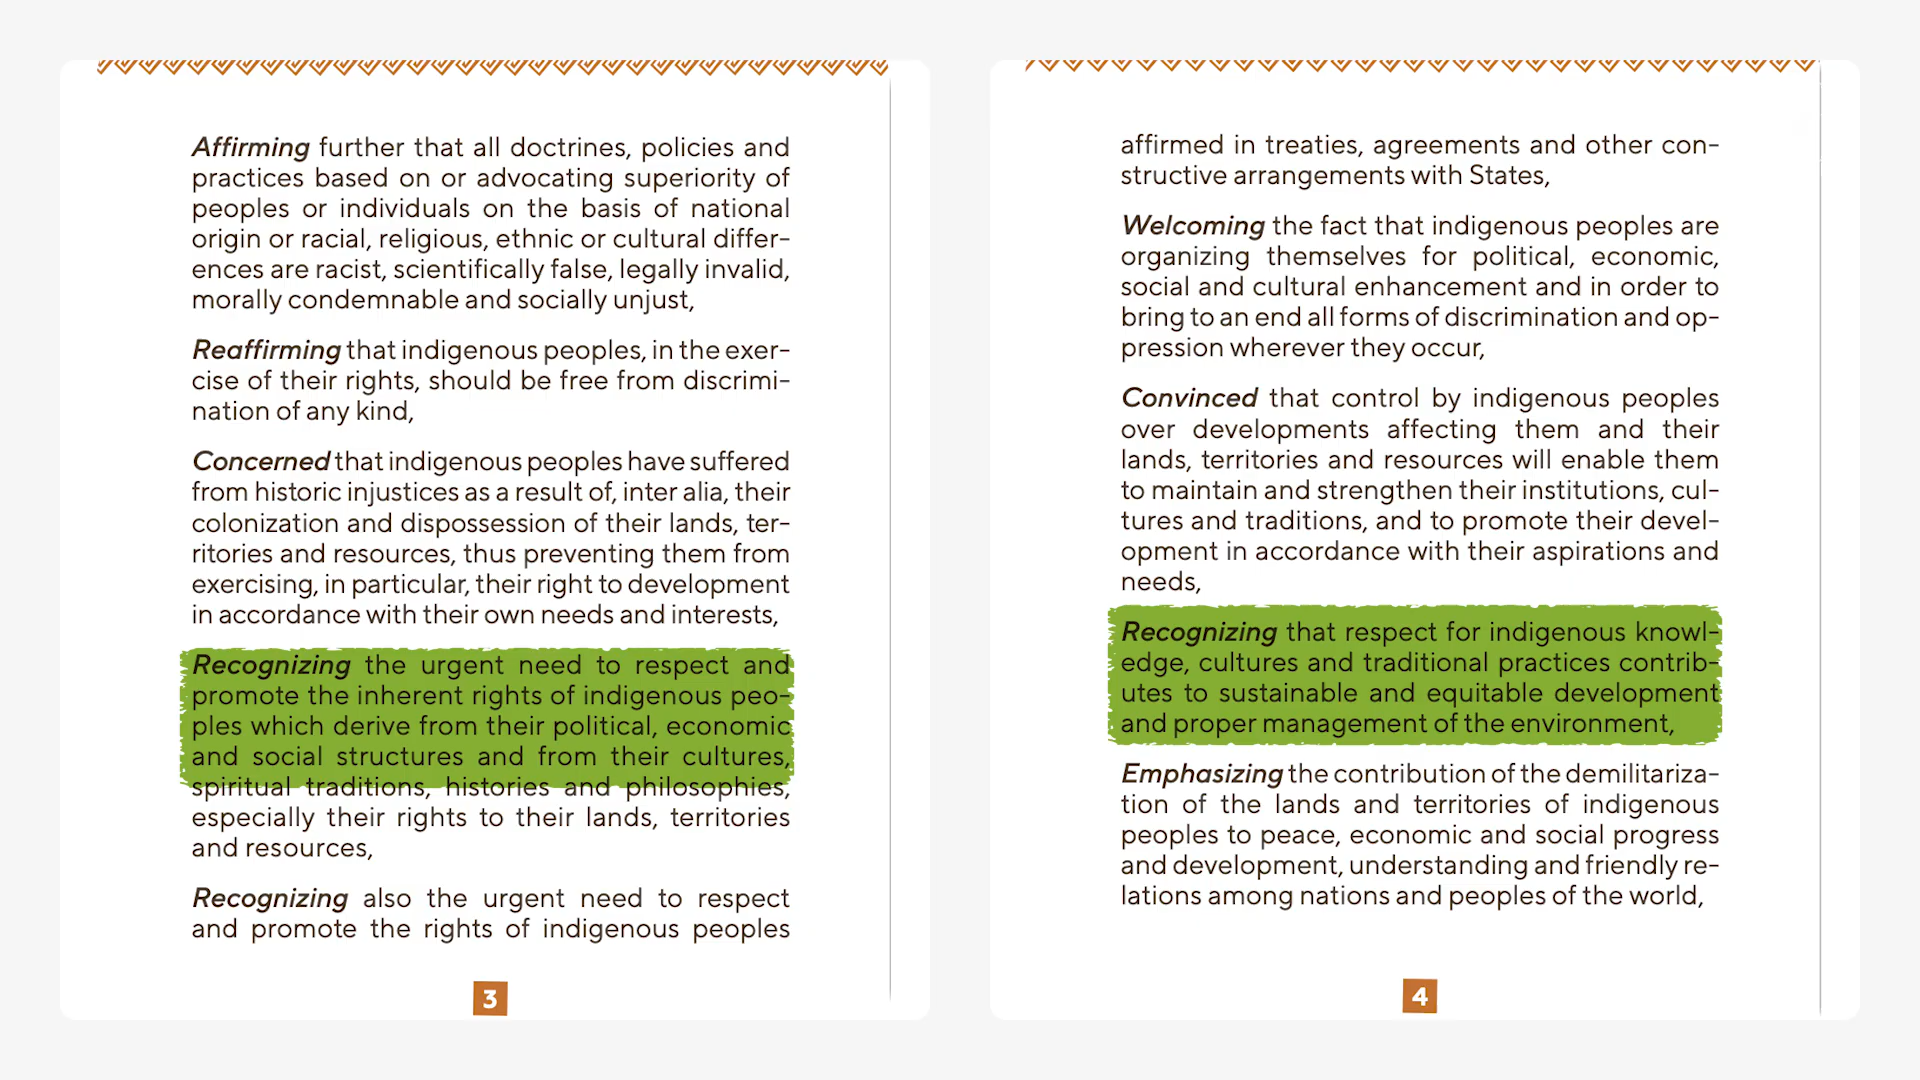 Affirming further that all doctrines, policies and
practices based on or advocating superiority of
peoples or individuals on the basis of national
origin or racial, religious, ethnic or cultural differ-
ences are racist, scientifically false, legally invalid,
morally condemnable and socially unjust,
Reaffirming that indigenous peoples, in the exer-
cise of their rights, should be free from discrimi-
nation of any kind,
Concerned that indigenous peoples have suffered
from historic injustices as a result of, inter alia, their
colonization and dispossession of their lands, ter-
ritories and resources, thus preventing them from
exercising, in particular, their right to development
in accordance with their own needs and interests,
Recognizing the urgent need to respect and
promote the inherent rights of indigenous peo-
ples which derive from their political, economic
and social structures and from their cultures,
spiritual traditions, histories and philosophies,
especially their rights to their lands, territories
and resources,
Recognizing also the urgent need to respect
and promote the rights of indigenous peoples
3
affirmed in treaties, agreements and other con-
structive arrangements with States,
Welcoming the fact that indigenous peoples are
organizing themselves for political, economic,
social and cultural enhancement and in order to
bring to an end all forms of discrimination and op-
pression wherever they occur,
Convinced that control by indigenous peoples
over developments affecting them and their
lands, territories and resources will enable them
to maintain and strengthen their institutions, cul-
tures and traditions, and to promote their devel-
opment in accordance with their aspirations and
needs,
Recognizing that respect for indigenous knowl-
edge, cultures and traditional practices contrib-
utes to sustainable and equitable development
and proper management of the environment,
Emphasizing the contribution of the demilitariza-
tion of the lands and territories of indigenous
peoples to peace, economic and social progress
and development, understanding and friendly re-
lations among nations and peoples of the world,
4